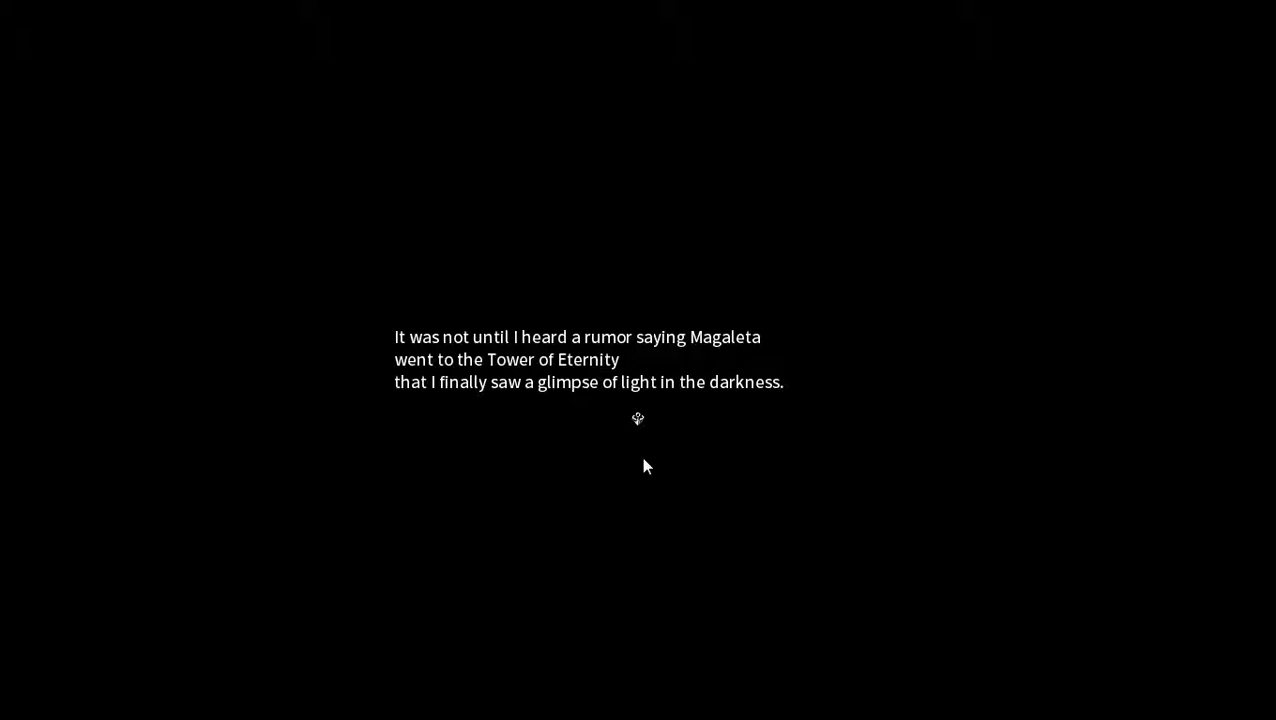 It was not until I heard a rumor saying Magaleta
went to the Tower of Eternity
that I finally saw a glimpse of light in the darkness.